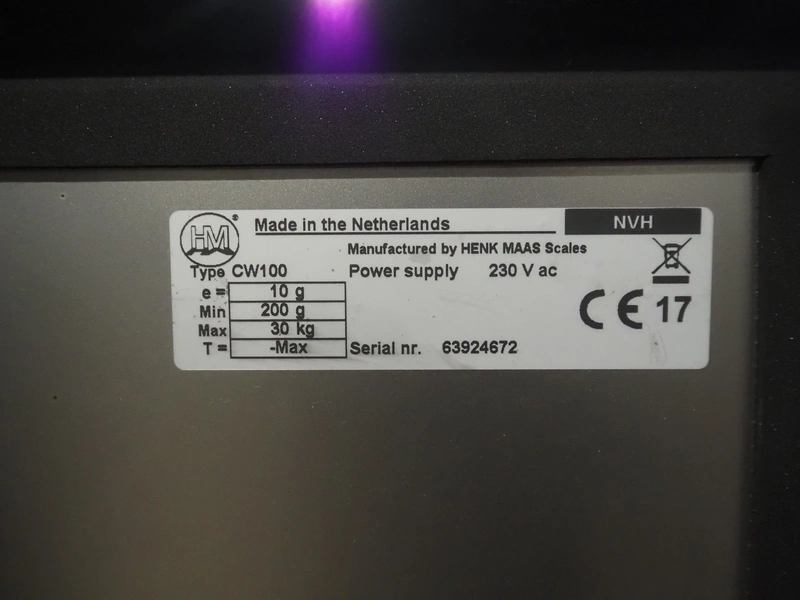 HM®
Made in the Netherlands
NVH
Manufactured by HENK MAAS Scales
Type CW100
Power supply 230 V ac
e = 10 g
Min 200 g
Max 30 kg
T = -Max
CE 17
Serial nr. 63924672